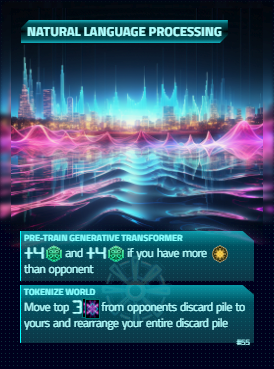 NATURAL LANGUAGE PROCESSING
PRE-TRAIN GENERATIVE TRANSFORMER
+4 and +4 if you have more
than opponent
TOKENIZE WORLD
Move top 3 from opponents discard pile to
yours and rearrange your entire discard pile
#55